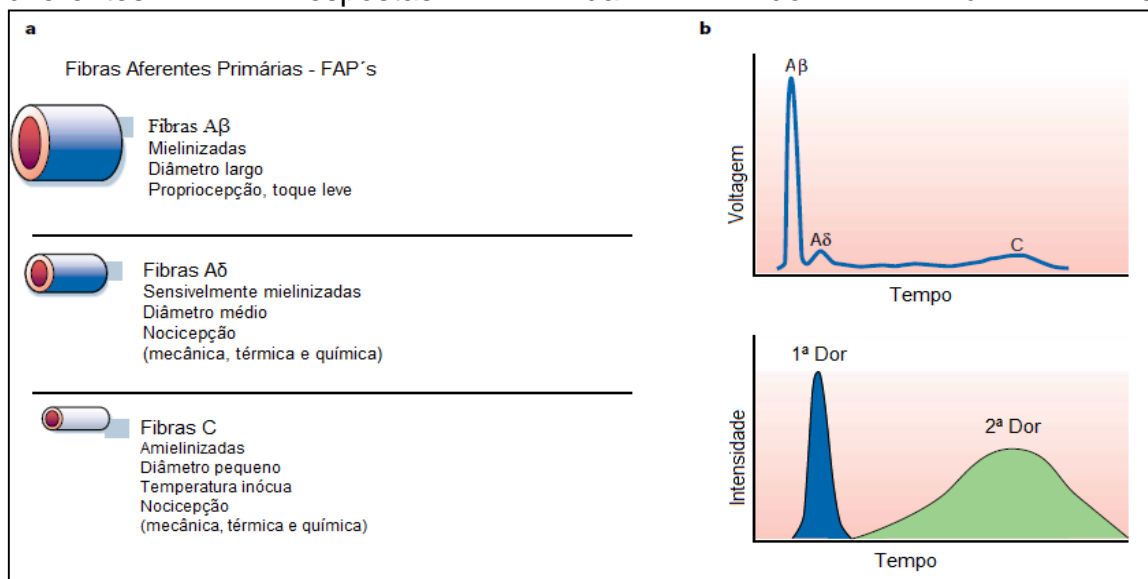 a
Fibras Aferentes Primárias - FAP´s
Fibras Aβ
Mielinizadas
Diâmetro largo
Propriocepção, toque leve
Fibras Aδ
Sensivelmente mielinizadas
Diâmetro médio
Nocicepção
(mecânica, térmica e química)
Fibras C
Amielinizadas
Diâmetro pequeno
Temperatura inócua
Nocicepção
(mecânica, térmica e química)
b
Aβ
Aδ
C
Voltagem
Tempo
1ª Dor
2ª Dor
Intensidade
Tempo